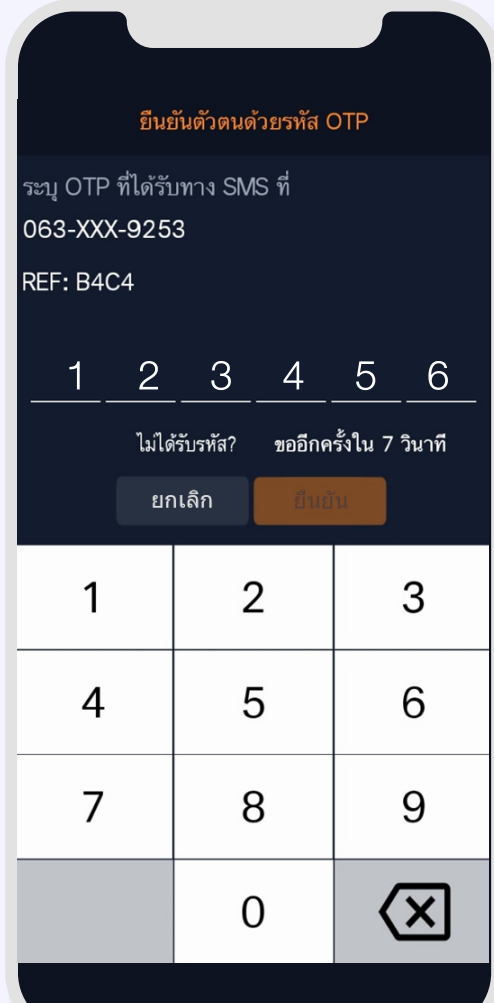 ยืนยันตัวตนด้วยรหัส OTP
ระบุ OTP ที่ได้รับทาง SMS ที่
063-XXX-9253
REF: B4C4
1 2 3 4 5 6
ไม่ได้รับรหัส? ขออีกครั้งใน 7 วินาที
ยกเลิก ยืนยัน
1 2 3
4 5 6
7 8 9
0